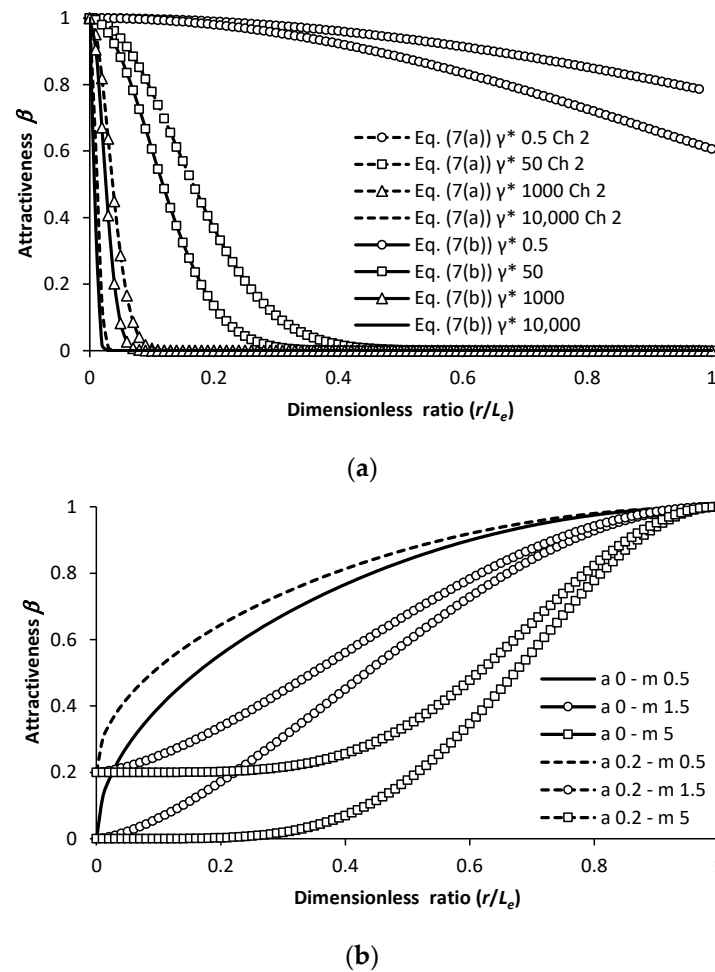 1
0.8
0.6
0.4
0.2
0
Attractiveness β
Eq. (7(a)) γ* 0.5 Ch 2
Eq. (7(a)) γ* 50 Ch 2
Eq. (7(a)) γ* 1000 Ch 2
Eq. (7(a)) γ* 10,000 Ch 2
Eq. (7(b)) γ* 0.5
Eq. (7(b)) γ* 50
Eq. (7(b)) γ* 1000
Eq. (7(b)) γ* 10,000
0 0.2 0.4 0.6 0.8 1
Dimensionless ratio (r/Le)
(a)
1
0.8
0.6
0.4
0.2
0
Attractiveness β
a 0 - m 0.5
a 0 - m 1.5
a 0 - m 5
a 0.2 - m 0.5
a 0.2 - m 1.5
a 0.2 - m 5
0 0.2 0.4 0.6 0.8
Dimensionless ratio (r/Le)
(b)